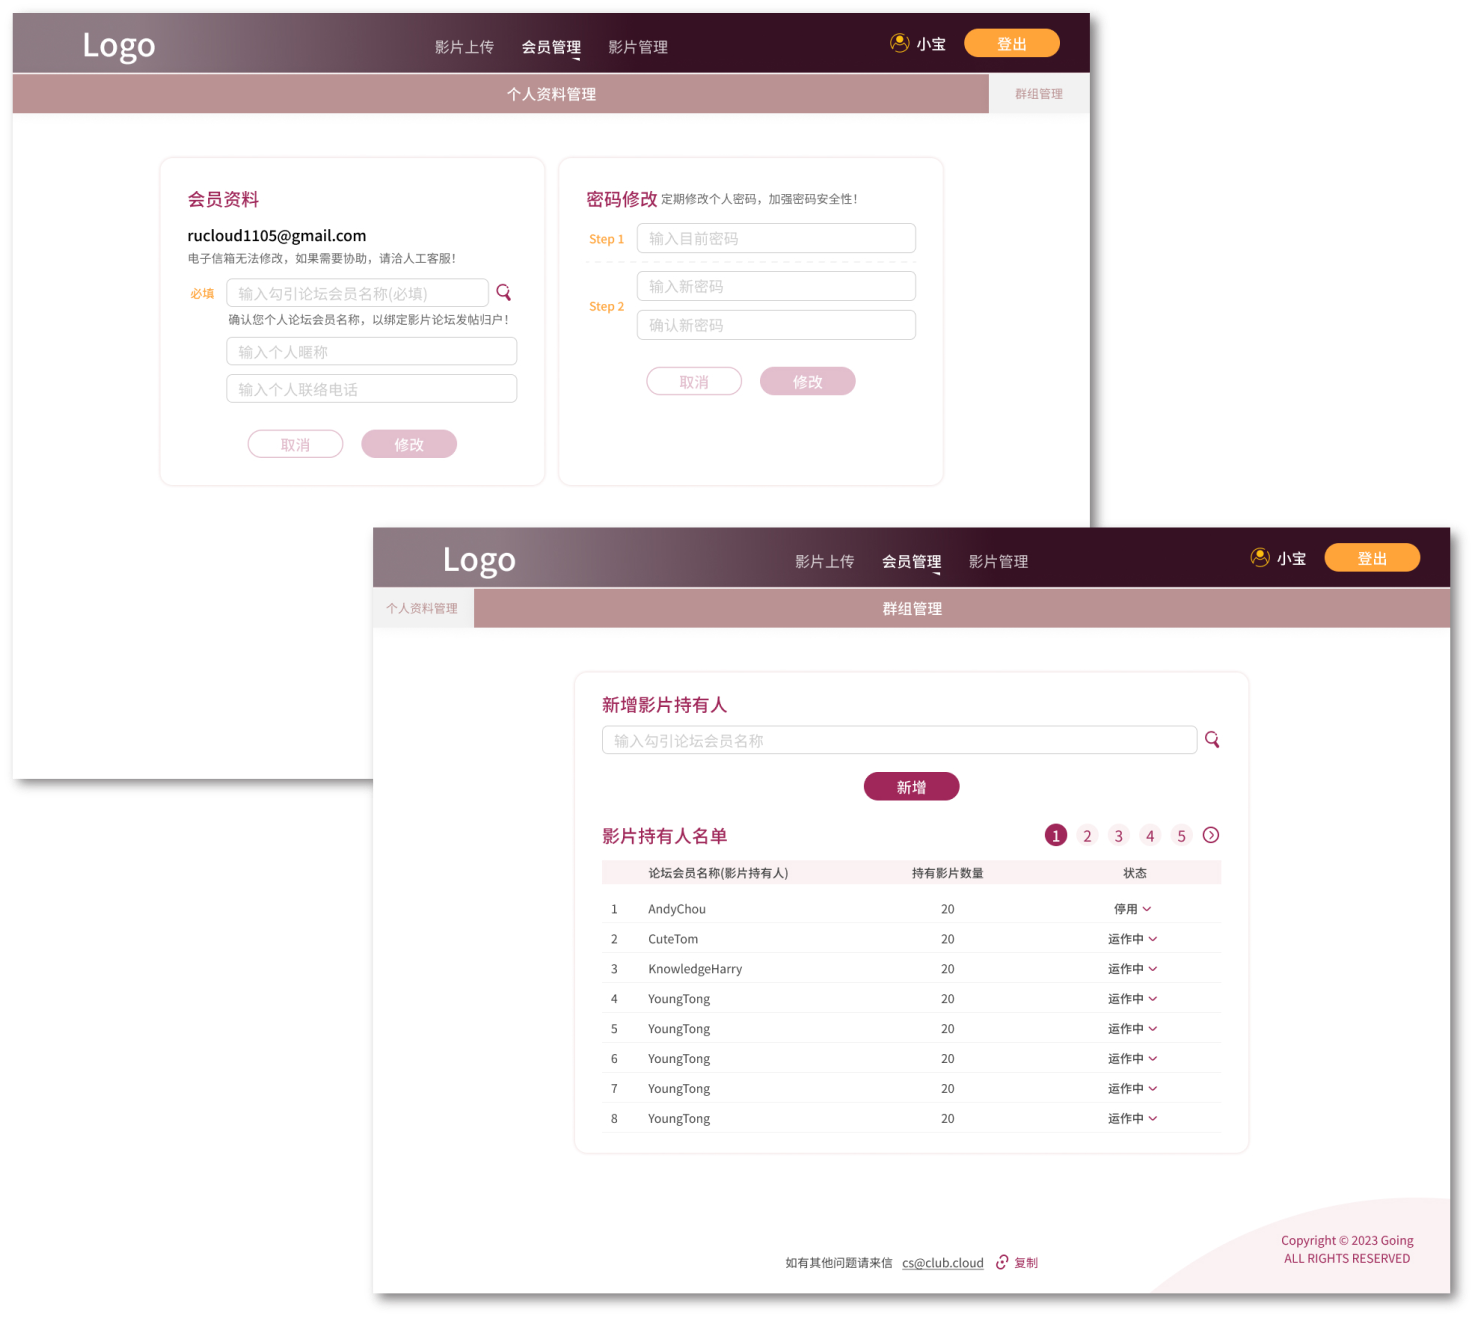 Logo
影片上传 会员管理 影片管理
小宝 登出
个人资料管理
群组管理
会员资料
rucloud1105@gmail.com
电子信箱无法修改，如果需要协助，请洽人工客服！
必填 输入勾引论坛会员名称(必填)
确认您个人论坛会员名称，以绑定影片论坛发帖归户！
输入个人暱称
输入个人联络电话
取消 修改
密码修改 定期修改个人密码，加强密码安全性！
Step 1 输入目前密码
输入新密码
Step 2
确认新密码
取消 修改
Logo
影片上传 会员管理 影片管理
小宝 登出
个人资料管理
群组管理
新增影片持有人
输入勾引论坛会员名称
新增
影片持有人名单 1 2 3 4 5
论坛会员名称(影片持有人) 持有影片数量 状态
1 AndyChou 20 停用
2 CuteTom 20 运作中
3 KnowledgeHarry 20 运作中
4 YoungTong 20 运作中
5 YoungTong 20 运作中
6 YoungTong 20 运作中
7 YoungTong 20 运作中
8 YoungTong 20 运作中
如有其他问题请来信 cs@club.cloud 复制
Copyright © 2023 Going
ALL RIGHTS RESERVED